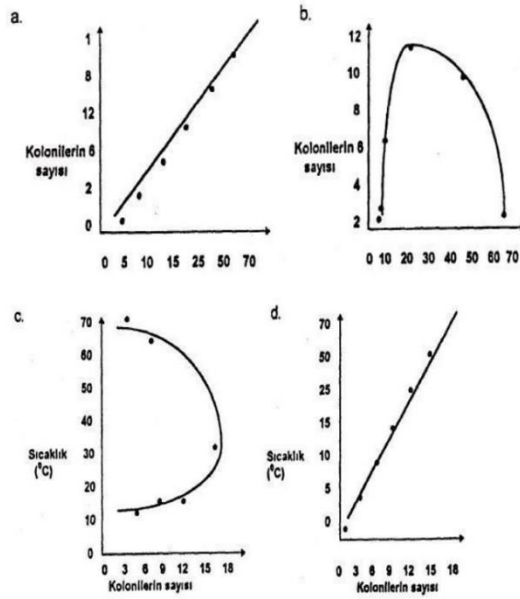 a.
1
8
12
Kolonilerin 6
sayısı
2
0
0 5 10 15 20 50 70
b.
12
10
8
Kolonilerin 6
sayısı
4
2
0 10 20 30 40 50 60 70
c.
70
60
50
40
Sıcaklık 30
(⁰C)
20
10
0
0 3 6 9 12 15 18
Kolonilerin sayısı
d.
70
50
25
10
Sıcaklık
(⁰C) 5
0
0 3 6 9 12 15 18
Kolonilerin sayısı